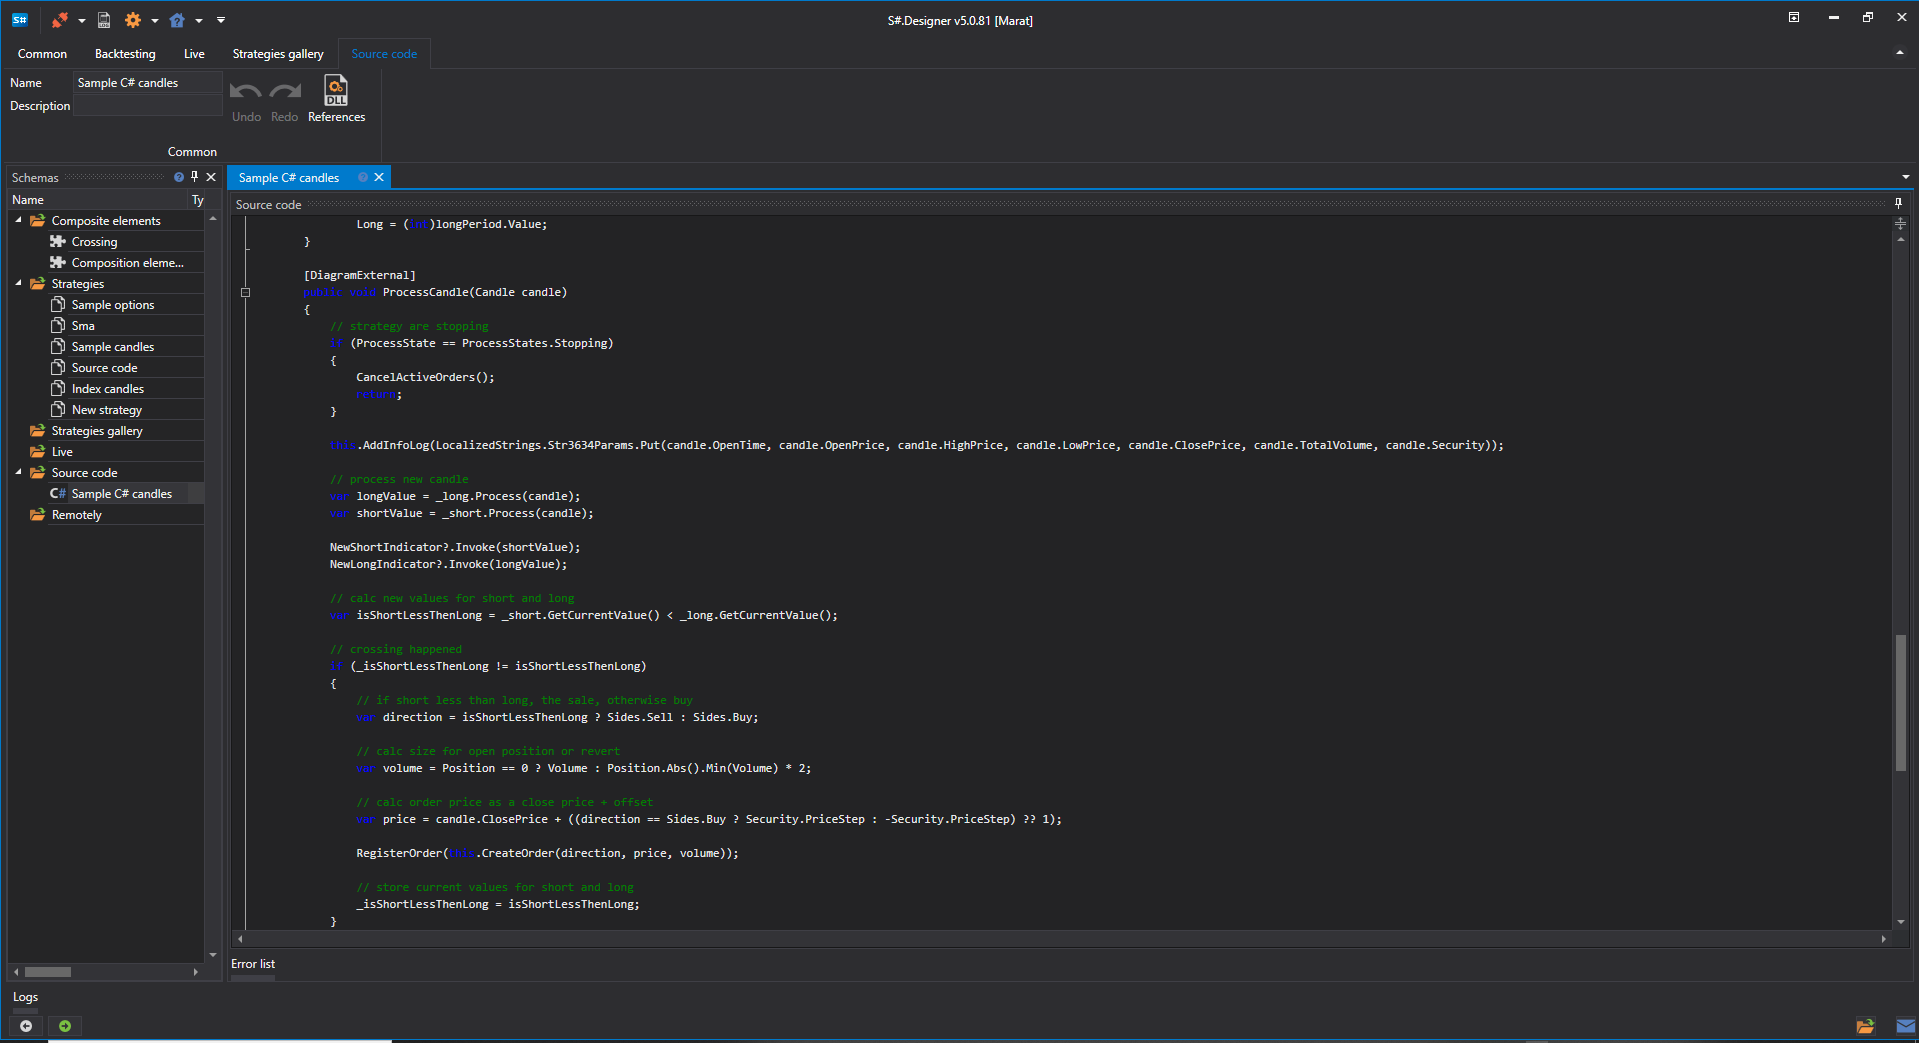 S#
S#.Designer v5.0.81 [Marat]
Common
Backtesting
Live
Strategies gallery
Source code
Name
Sample C# candles
Description
Undo
Redo
DLL
References
Common
Schemas
Name
Ty
Composite elements
Crossing
Composition eleme...
Strategies
Sample options
Sma
Sample candles
Source code
Index candles
New strategy
Strategies gallery
Live
Source code
C# Sample C# candles
Remotely
Sample C# candles
Source code
Long = (int)longPeriod.Value;
}
[DiagramExternal]
public void ProcessCandle(Candle candle)
{
// strategy are stopping
if (ProcessState == ProcessStates.Stopping)
{
CancelActiveOrders();
return;
}
this.AddInfoLog(LocalizedStrings.Str3634Params.Put(candle.OpenTime, candle.OpenPrice, candle.HighPrice, candle.LowPrice, candle.ClosePrice, candle.TotalVolume, candle.Security));
// process new candle
var longValue = _long.Process(candle);
var shortValue = _short.Process(candle);
NewShortIndicator?.Invoke(shortValue);
NewLongIndicator?.Invoke(longValue);
// calc new values for short and long
var isShortLessThenLong = _short.GetCurrentValue() < _long.GetCurrentValue();
// crossing happened
if (_isShortLessThenLong != isShortLessThenLong)
{
// if short less than long, the sale, otherwise buy
var direction = isShortLessThenLong ? Sides.Sell : Sides.Buy;
// calc size for open position or revert
var volume = Position == 0 ? Volume : Position.Abs().Min(Volume) * 2;
// calc order price as a close price + offset
var price = candle.ClosePrice + ((direction == Sides.Buy ? Security.PriceStep : -Security.PriceStep) ?? 1);
RegisterOrder(this.CreateOrder(direction, price, volume));
// store current values for short and long
_isShortLessThenLong = isShortLessThenLong;
}
Error list
Logs